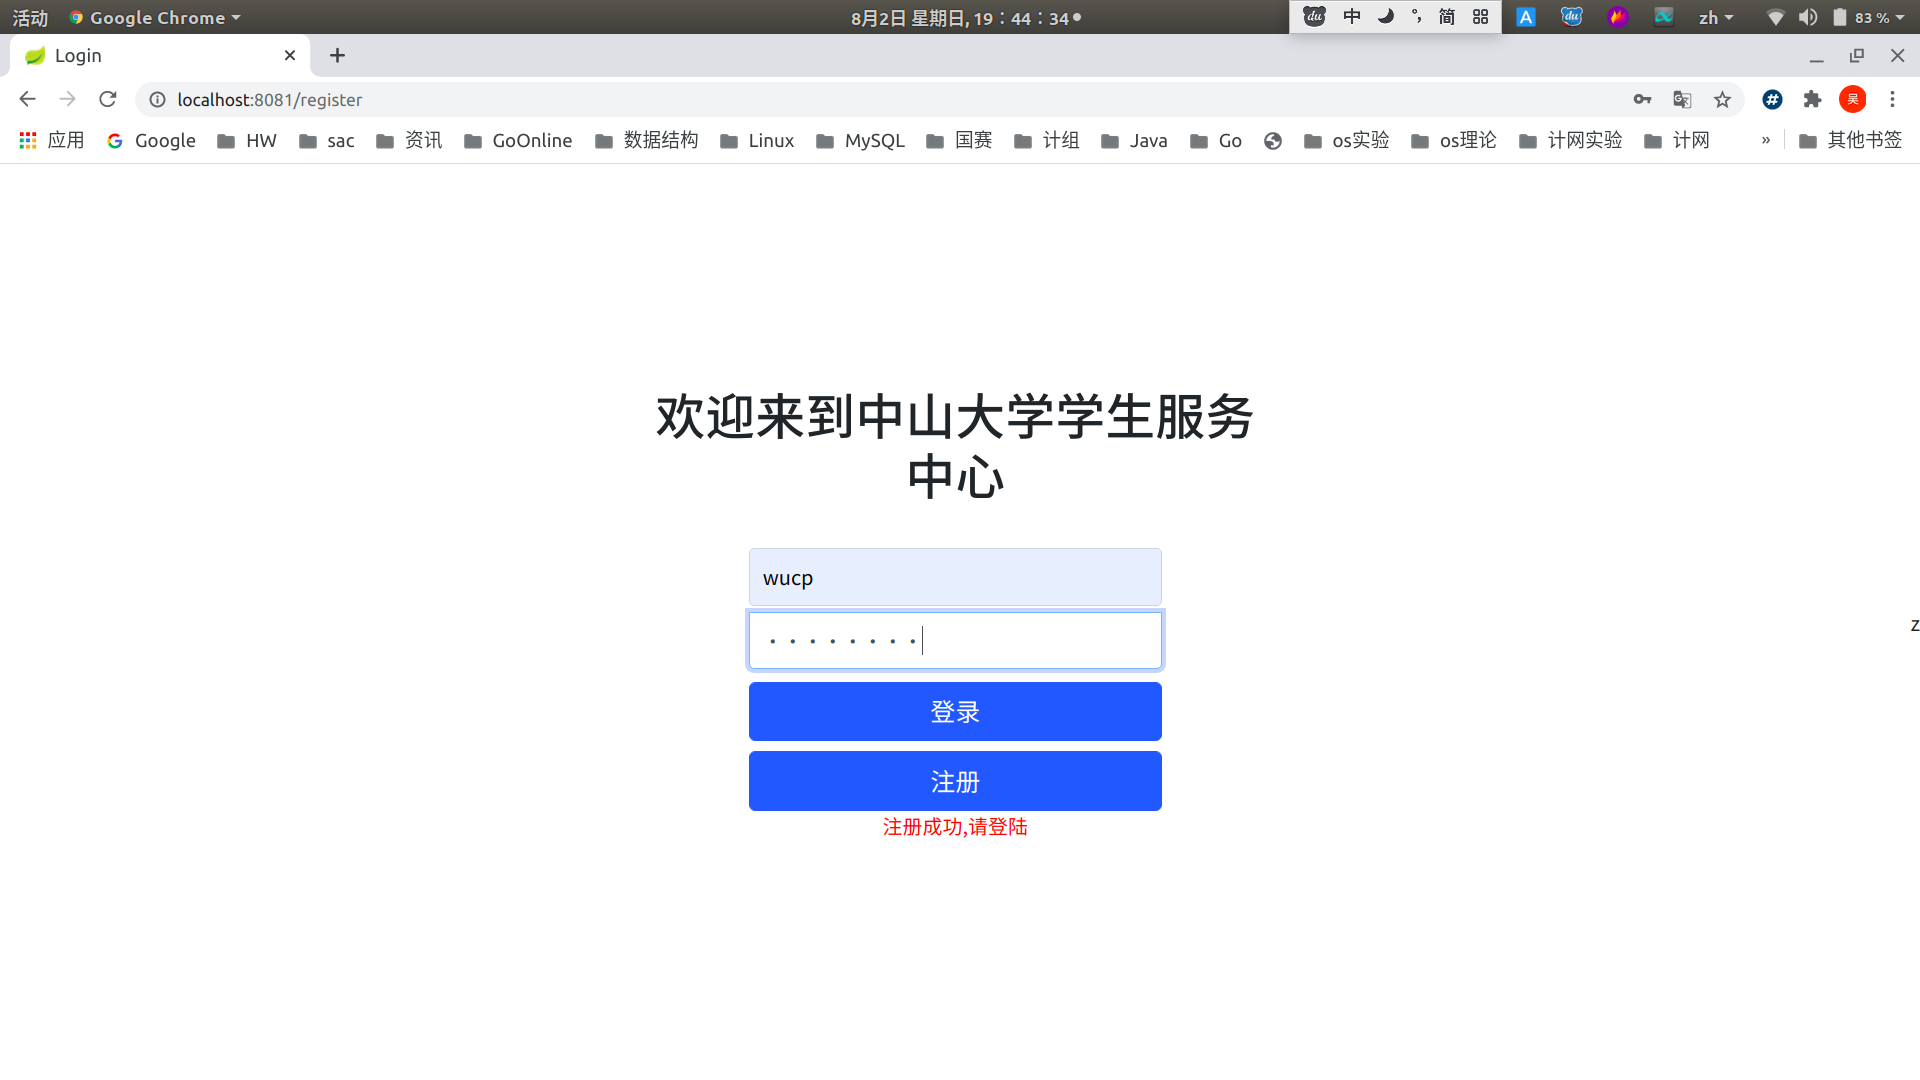 活动 Google Chrome 8月2日 星期日, 19：44：34 du 中 °, 简 A du zh 83 %
Login
localhost:8081/register 吴
应用 Google HW sac 资讯 GoOnline 数据结构 Linux MySQL 国赛 计组 Java Go os实验 os理论 计网实验 计网 » 其他书签
欢迎来到中山大学学生服务
中心
wucp
z
登录
注册
注册成功,请登陆